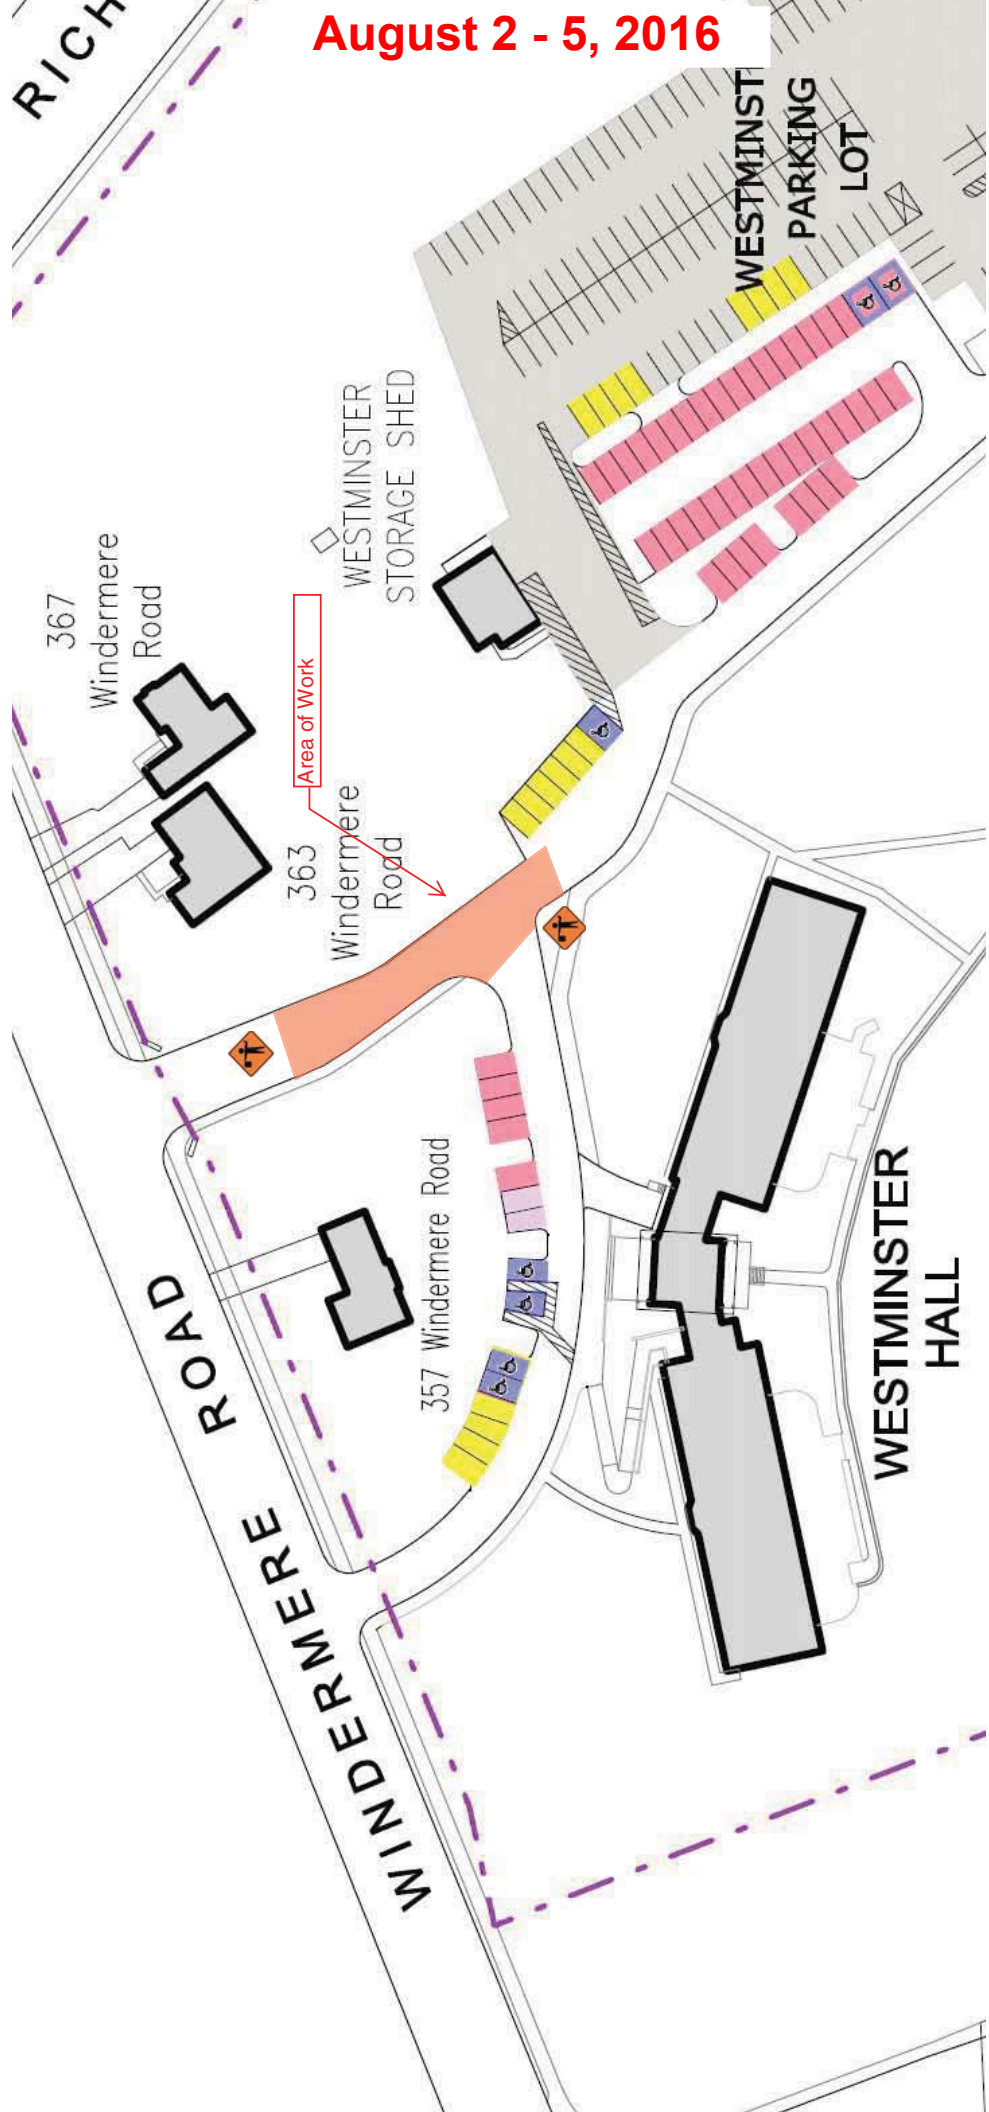 August 2 - 5, 2016
RICH
WESTMINST
PARKING
LOT
WESTMINSTER
STORAGE SHED
367
Windermere
Road
Area of Work
363
Windermere
Road
357 Windermere Road
WINDERMERE ROAD
WESTMINSTER
HALL